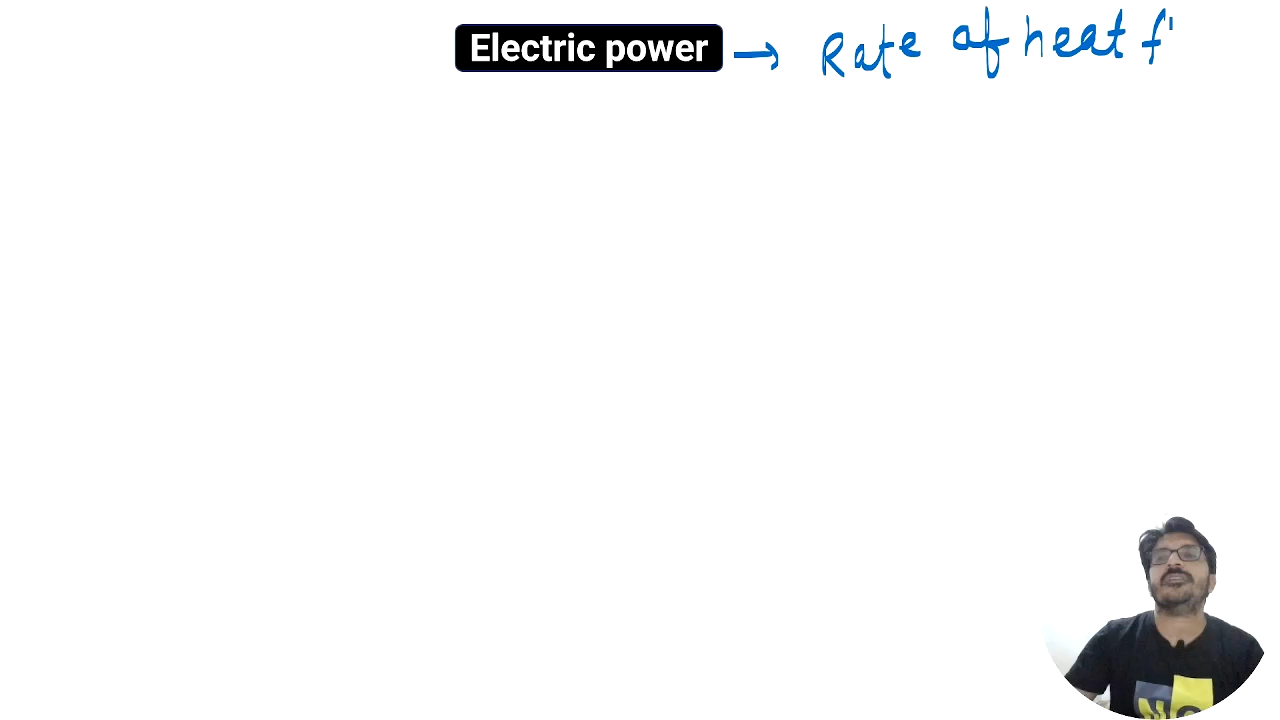 Electric power → Rate of heat f